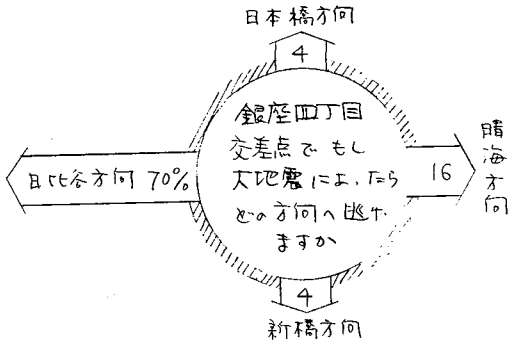 日本橋方向
4
銀座四丁目
交差点でもし
大地震にあったら
どの方向へ逃げ
ますか
日比谷方向 70%
16
晴海方向
4
新橋方向